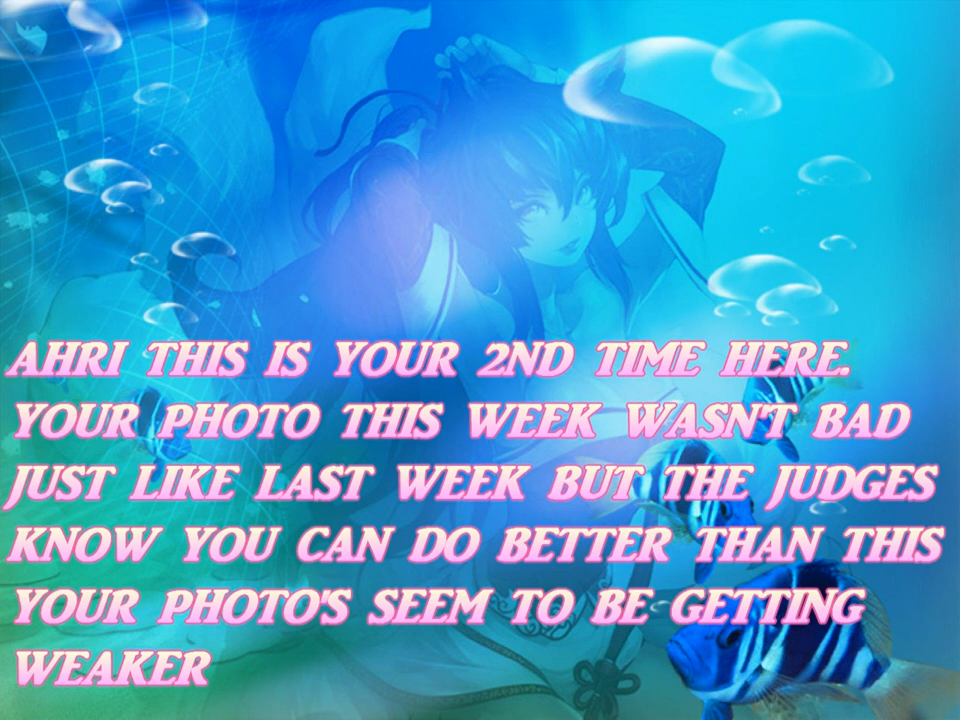 AHRI THIS IS YOUR 2ND TIME HERE.
YOUR PHOTO THIS WEEK WASN'T BAD
JUST LIKE LAST WEEK BUT THE JUDGES
KNOW YOU CAN DO BETTER THAN THIS
YOUR PHOTO'S SEEM TO BE GETTING
WEAKER